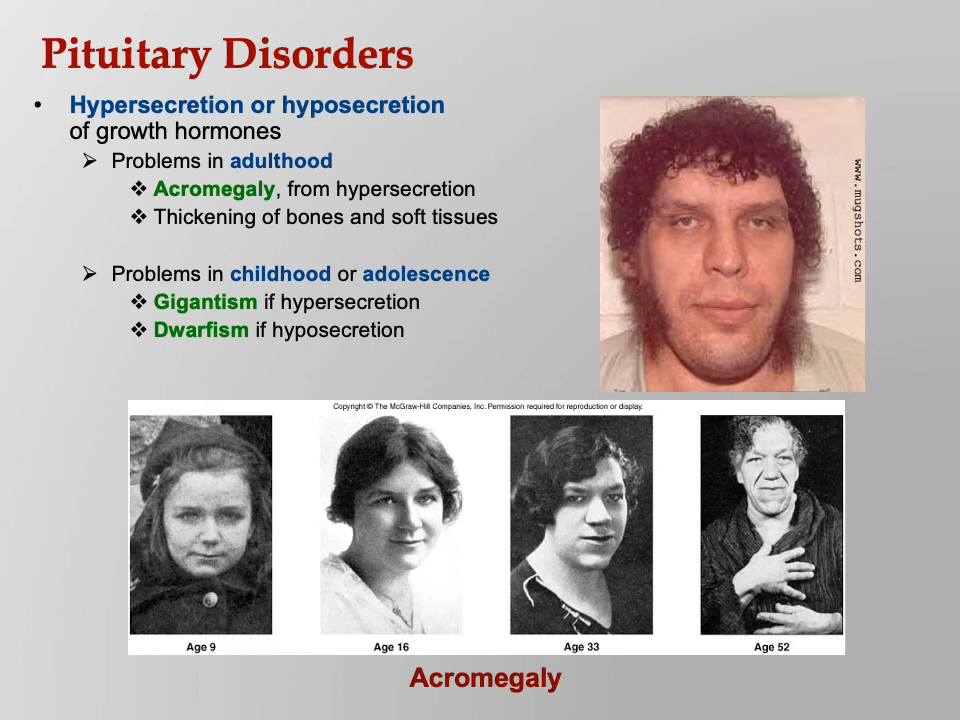 Pituitary Disorders
• Hypersecretion or hyposecretion
of growth hormones
➢ Problems in adulthood
❖ Acromegaly, from hypersecretion
❖ Thickening of bones and soft tissues
➢ Problems in childhood or adolescence
❖ Gigantism if hypersecretion
❖ Dwarfism if hyposecretion
www.mugshots.com
Copyright © The McGraw-Hill Companies, Inc. Permission required for reproduction or display.
Age 9
Age 16
Age 33
Age 52
Acromegaly